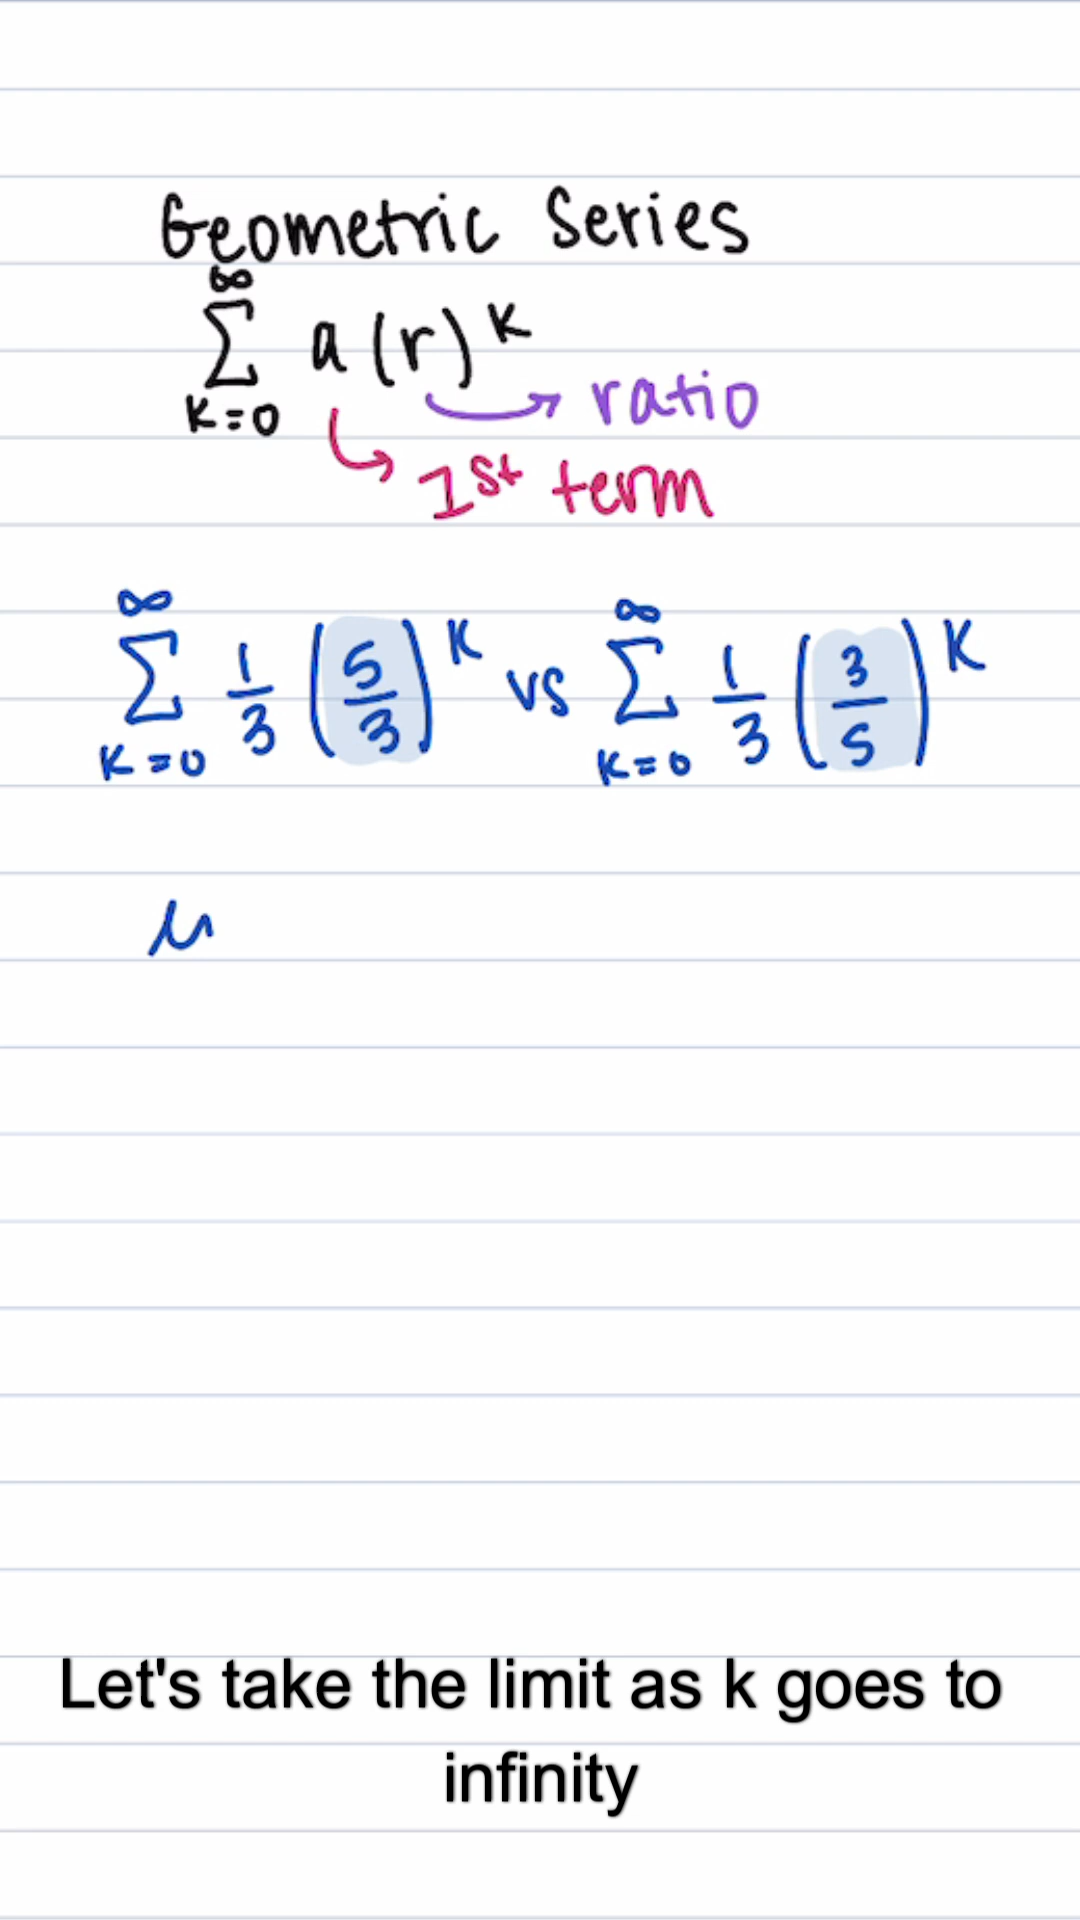 Geometric Series
∞
Σ a (r) k
k=0
ratio
1st term
∞ ∞
Σ 1/3 (5/3) k vs Σ 1/3 (3/5) k
k=0 k=0
Let's take the limit as k goes to
infinity